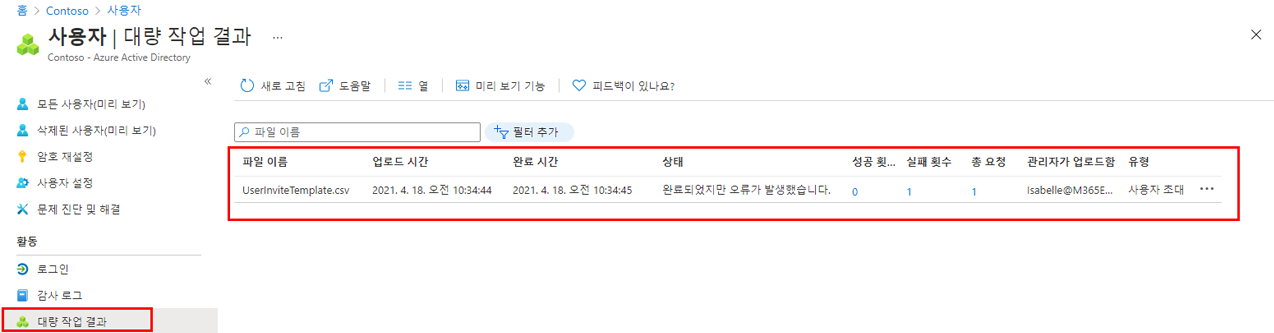 홈 > Contoso > 사용자
사용자 | 대량 작업 결과 ...
Contoso - Azure Active Directory
«
모든 사용자(미리 보기)
삭제된 사용자(미리 보기)
암호 재설정
사용자 설정
문제 진단 및 해결
활동
로그인
감사 로그
대량 작업 결과
새로 고침 도움말 열 미리 보기 기능 피드백이 있나요?
파일 이름 필터 추가
파일 이름 업로드 시간 완료 시간 상태 성공 횟... 실패 횟수 총 요청 관리자가 업로드함 유형
UserInviteTemplate.csv 2021. 4. 18. 오전 10:34:44 2021. 4. 18. 오전 10:34:45 완료되었지만 오류가 발생했습니다. 0 1 1 Isabelle@M365E... 사용자 초대 ...